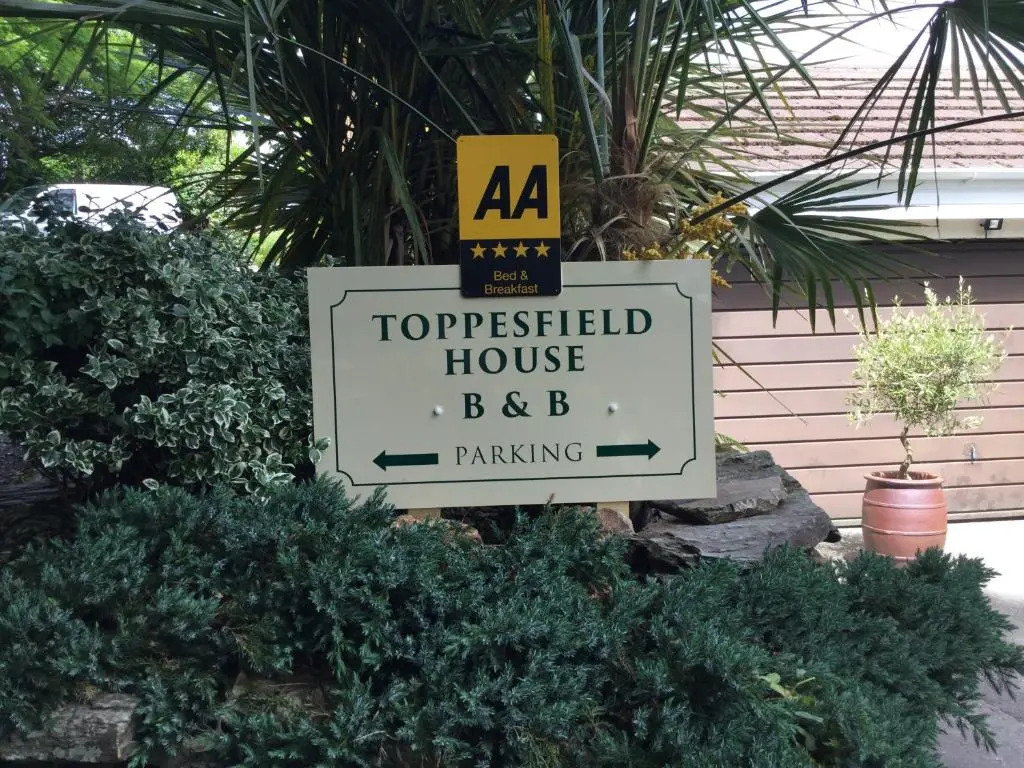 AA
Bed &
Breakfast
TOPPESFIELD
HOUSE
B & B
PARKING